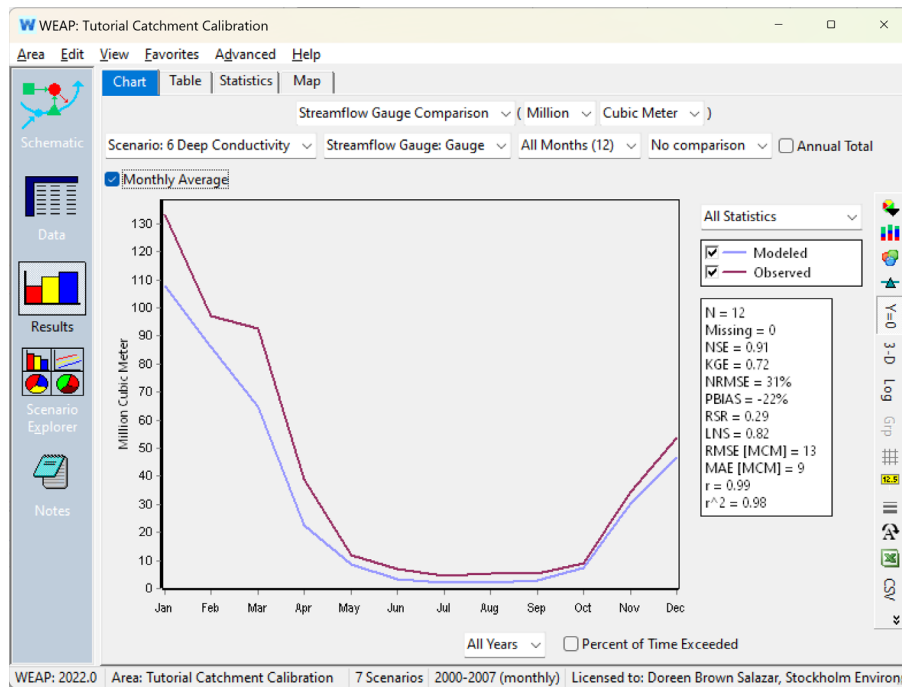 WEAP: Tutorial Catchment Calibration
Area Edit View Favorites Advanced Help
Chart Table Statistics Map
Streamflow Gauge Comparison ( Million Cubic Meter )
Scenario: 6 Deep Conductivity Streamflow Gauge: Gauge All Months (12) No comparison Annual Total
Monthly Average
Schematic
Data
Results
Scenario
Explorer
Notes
Million Cubic Meter
130
120
110
100
90
80
70
60
50
40
30
20
10
0
Jan Feb Mar Apr May Jun Jul Aug Sep Oct Nov Dec
All Statistics
Modeled
Observed
N = 12
Missing = 0
NSE = 0.91
KGE = 0.72
NRMSE = 31%
PBIAS = -22%
RSR = 0.29
LNS = 0.82
RMSE [MCM] = 13
MAE [MCM] = 9
r = 0.99
r^2 = 0.98
Y=0
3-D
Log
Grp
12.5
A
CSV
All Years Percent of Time Exceeded
WEAP: 2022.0 Area: Tutorial Catchment Calibration 7 Scenarios 2000-2007 (monthly) Licensed to: Doreen Brown Salazar, Stockholm Environ